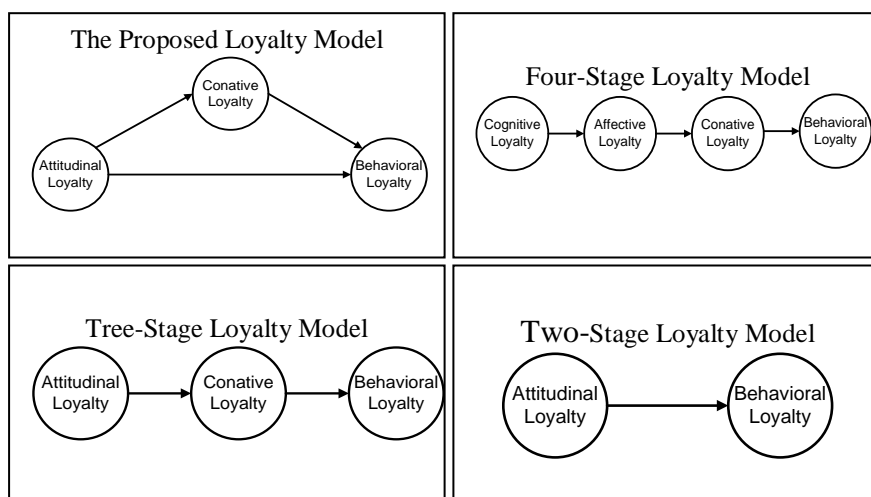 The Proposed Loyalty Model
Conative
Loyalty
Attitudinal
Loyalty
Behavioral
Loyalty
Four-Stage Loyalty Model
Cognitive
Loyalty
Affective
Loyalty
Conative
Loyalty
Behavioral
Loyalty
Tree-Stage Loyalty Model
Attitudinal
Loyalty
Conative
Loyalty
Behavioral
Loyalty
Two-Stage Loyalty Model
Attitudinal
Loyalty
Behavioral
Loyalty